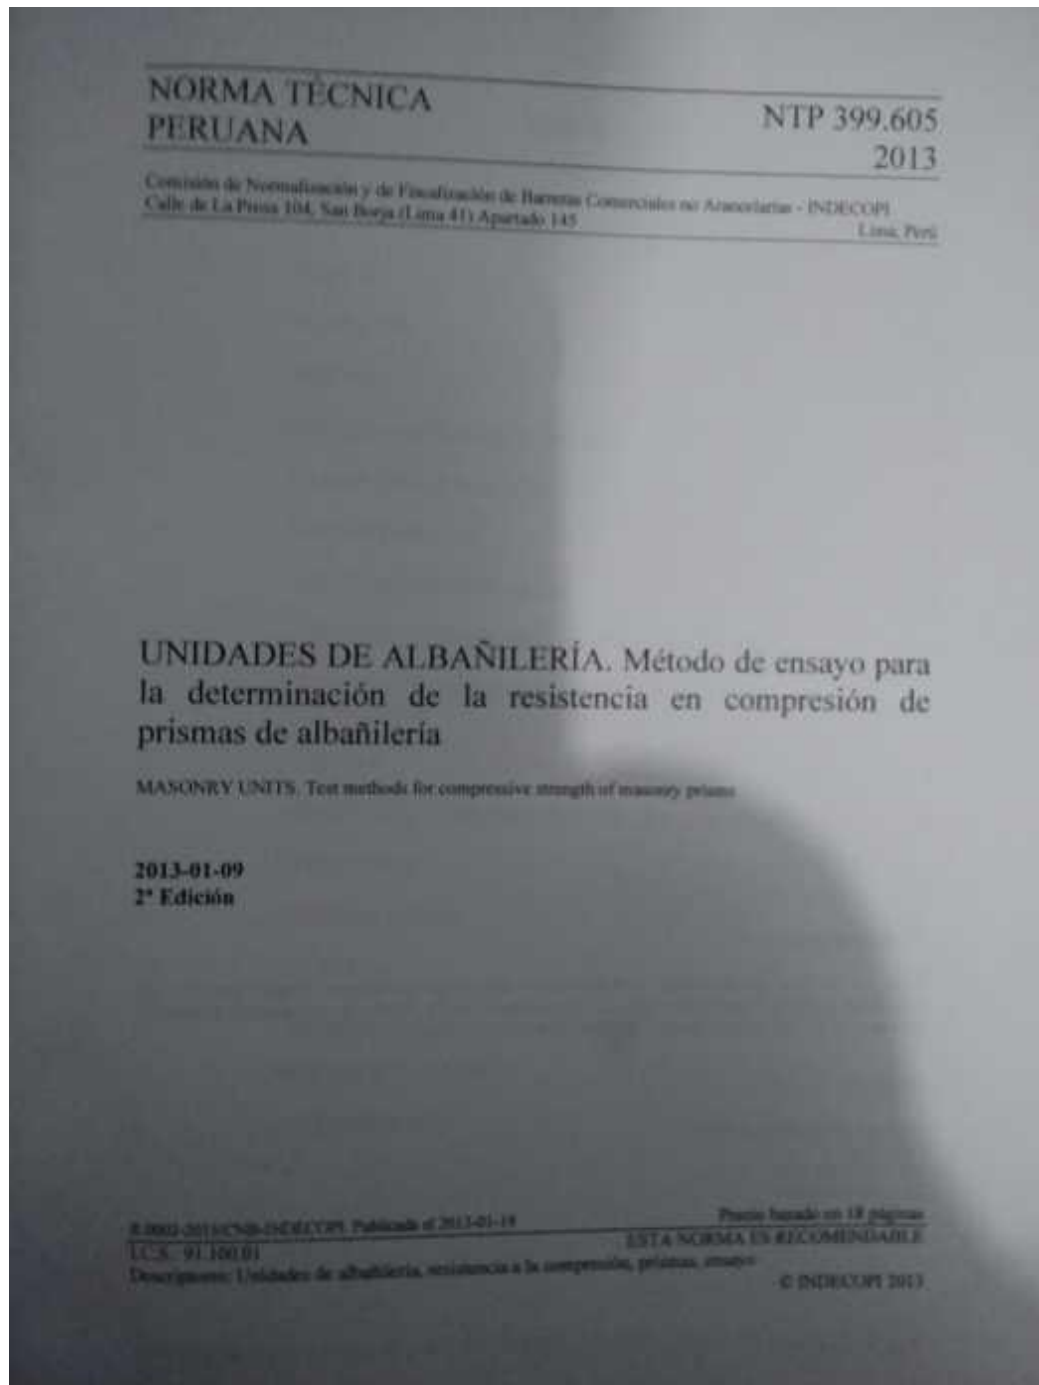 NORMA TÉCNICA
PERUANA
NTP 399.605
2013
Comisión de Normalización y de Fiscalización de Barreras Comerciales no Arancelarias - INDECOPI
Calle de La Prosa 104, San Borja (Lima 41) Apartado 145
Lima, Perú
UNIDADES DE ALBAÑILERÍA. Método de ensayo para
la determinación de la resistencia en compresión de
prismas de albañilería
MASONRY UNITS. Test methods for compressive strength of masonry prisms
2013-01-09
2ª Edición
Publicada el 2013-01-18
Precio basado en 18 páginas
I.C.S.: 91.100.01
ESTA NORMA ES RECOMENDABLE
Descriptores: Unidades de albañilería, resistencia a la compresión, prismas, ensayo
© INDECOPI 2013